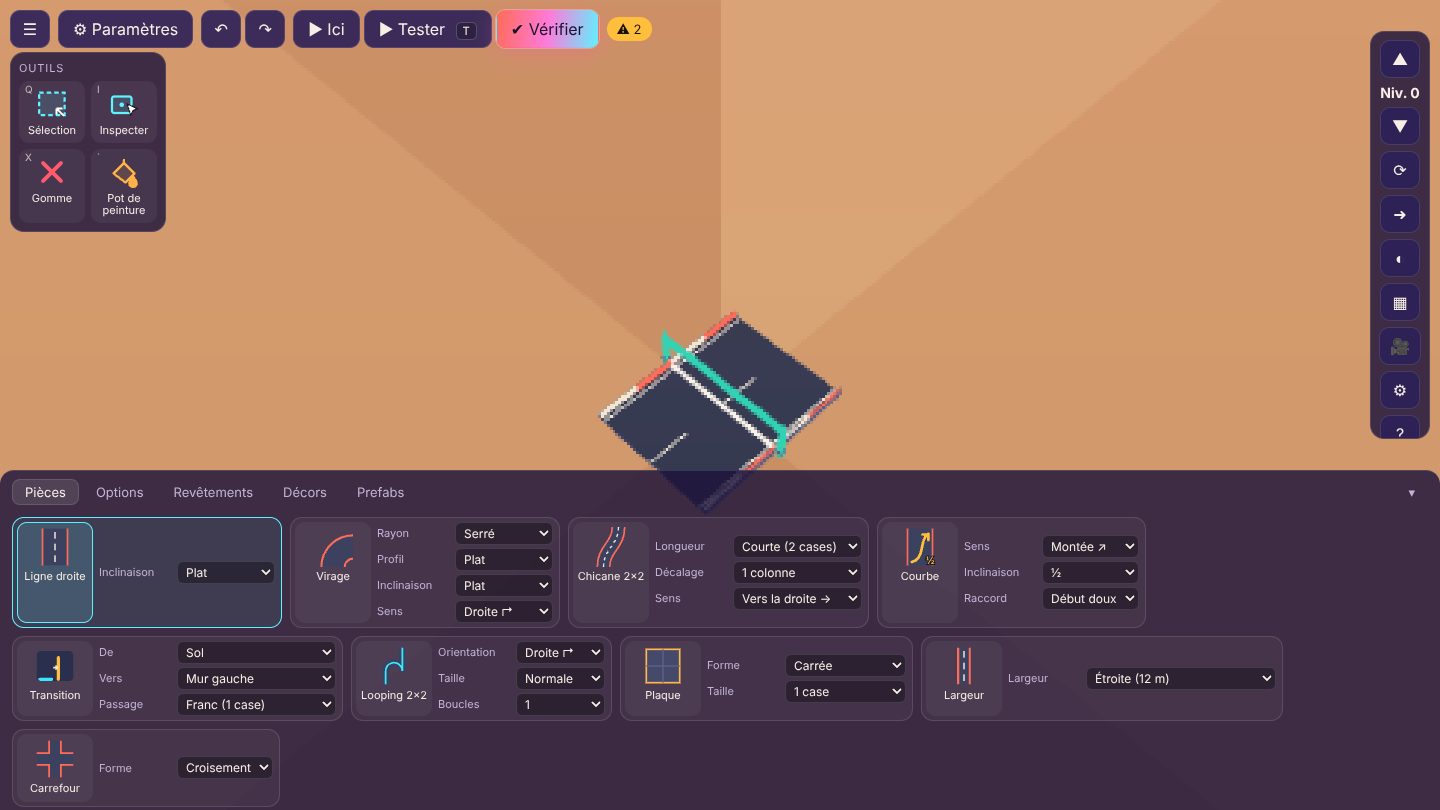 ☰ ⚙ Paramètres ↶ ↷ ▶ Ici ▶ Tester T ✔ Vérifier ⚠ 2
OUTILS
Q
Sélection
I
Inspecter
X
Gomme
Pot de
peinture
Niv. 0
?
Pièces Options Revêtements Décors Prefabs
Ligne droite
Inclinaison Plat
Virage
Rayon Serré
Profil Plat
Inclinaison Plat
Sens Droite ↱
Chicane 2×2
Longueur Courte (2 cases)
Décalage 1 colonne
Sens Vers la droite →
½
Courbe
Sens Montée ↗
Inclinaison ½
Raccord Début doux
Transition
De Sol
Vers Mur gauche
Passage Franc (1 case)
Looping 2×2
Orientation Droite ↱
Taille Normale
Boucles 1
Plaque
Forme Carrée
Taille 1 case
Largeur
Largeur Étroite (12 m)
Carrefour
Forme Croisement